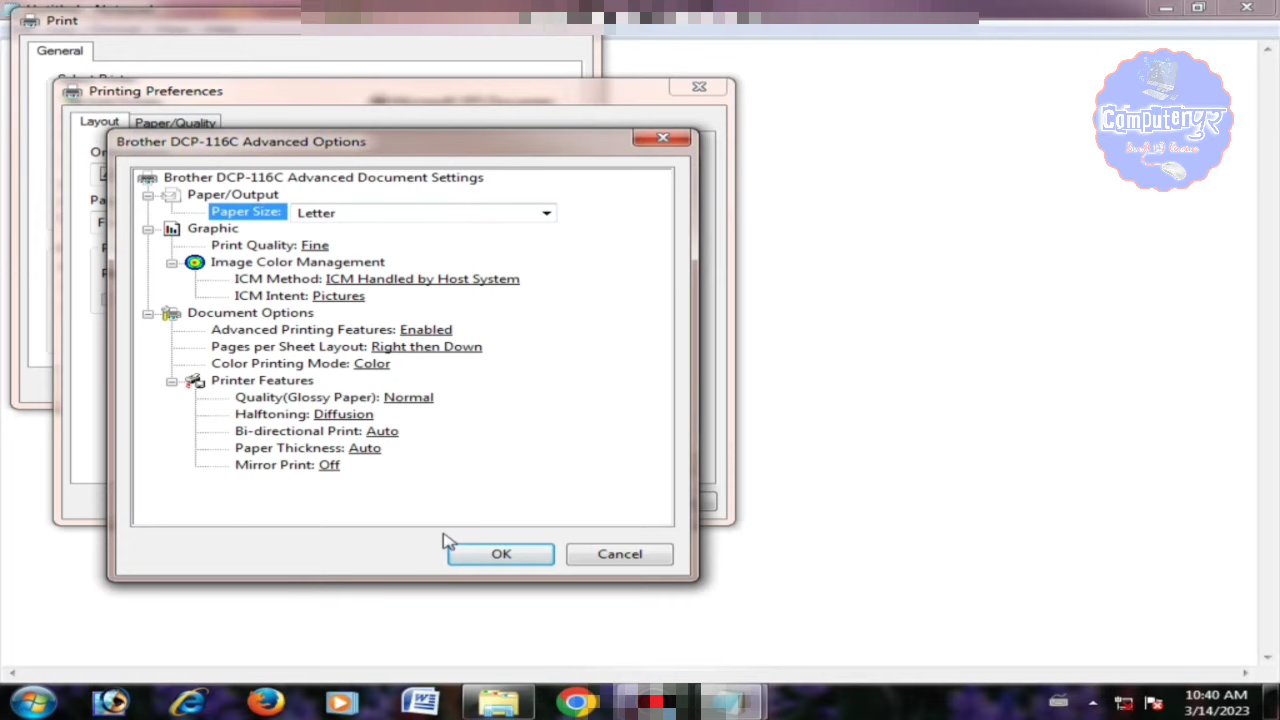 Print
General
Printing Preferences
Layout
Paper/Quality
Brother DCP-116C Advanced Options
Brother DCP-116C Advanced Document Settings
Paper/Output
Paper Size: Letter
Graphic
Print Quality: Fine
Image Color Management
ICM Method: ICM Handled by Host System
ICM Intent: Pictures
Document Options
Advanced Printing Features: Enabled
Pages per Sheet Layout: Right then Down
Color Printing Mode: Color
Printer Features
Quality(Glossy Paper): Normal
Halftoning: Diffusion
Bi-directional Print: Auto
Paper Thickness: Auto
Mirror Print: Off
OK
Cancel
Computeryएर
10:40 AM
3/14/2023